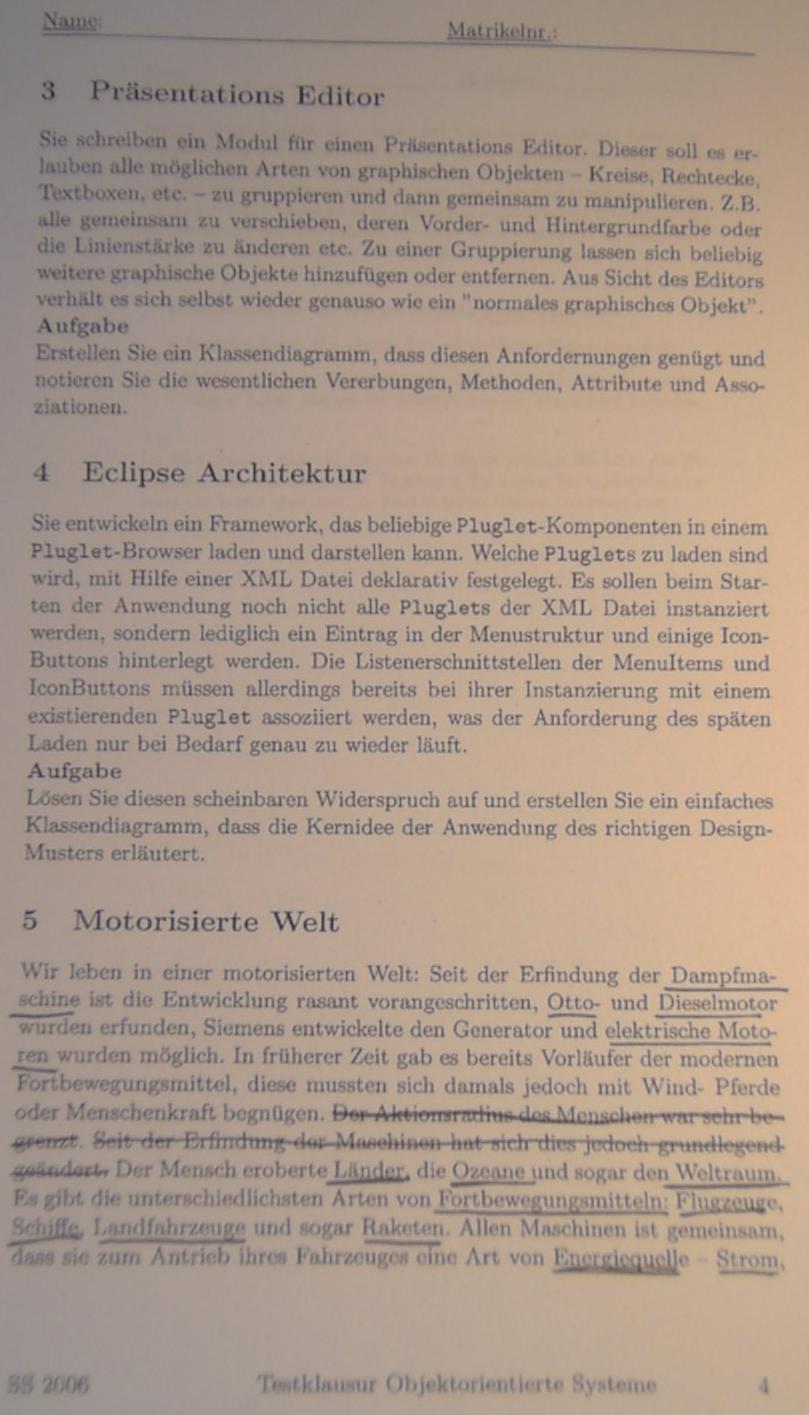 Name:
Matrikelnr.:
3 Präsentations Editor
Sie schreiben ein Modul für einen Präsentations Editor. Dieser soll es er-
lauben alle möglichen Arten von graphischen Objekten – Kreise, Rechtecke,
Textboxen, etc. – zu gruppieren und dann gemeinsam zu manipulieren. Z.B.
alle gemeinsam zu verschieben, deren Vorder- und Hintergrundfarbe oder
die Linienstärke zu änderen etc. Zu einer Gruppierung lassen sich beliebig
weitere graphische Objekte hinzufügen oder entfernen. Aus Sicht des Editors
verhält es sich selbst wieder genauso wie ein "normales graphisches Objekt".
Aufgabe
Erstellen Sie ein Klassendiagramm, dass diesen Anfordernungen genügt und
notieren Sie die wesentlichen Vererbungen, Methoden, Attribute und Asso-
ziationen.
4 Eclipse Architektur
Sie entwickeln ein Framework, das beliebige Pluglet-Komponenten in einem
Pluglet-Browser laden und darstellen kann. Welche Pluglets zu laden sind
wird, mit Hilfe einer XML Datei deklarativ festgelegt. Es sollen beim Star-
ten der Anwendung noch nicht alle Pluglets der XML Datei instanziert
werden, sondern lediglich ein Eintrag in der Menustruktur und einige Icon-
Buttons hinterlegt werden. Die Listenerschnittstellen der MenuItems und
IconButtons müssen allerdings bereits bei ihrer Instanzierung mit einem
existierenden Pluglet assoziiert werden, was der Anforderung des späten
Laden nur bei Bedarf genau zu wieder läuft.
Aufgabe
Lösen Sie diesen scheinbaren Widerspruch auf und erstellen Sie ein einfaches
Klassendiagramm, dass die Kernidee der Anwendung des richtigen Design-
Musters erläutert.
5 Motorisierte Welt
Wir leben in einer motorisierten Welt: Seit der Erfindung der Dampfma-
schine ist die Entwicklung rasant vorangeschritten, Otto- und Dieselmotor
wurden erfunden, Siemens entwickelte den Generator und elektrische Moto-
ren wurden möglich. In früherer Zeit gab es bereits Vorläufer der modernen
Fortbewegungsmittel, diese mussten sich damals jedoch mit Wind- Pferde
oder Menschenkraft begnügen. Der Aktionsradius des Menschen war sehr be-
grenzt. Seit der Erfindung der Maschinen hat sich dies jedoch grundlegend
geändert. Der Mensch eroberte Länder, die Ozeane und sogar den Weltraum.
Es gibt die unterschiedlichsten Arten von Fortbewegungsmitteln: Flugzeuge,
Schiffe, Landfahrzeuge und sogar Raketen. Allen Maschinen ist gemeinsam,
dass sie zum Antrieb ihres Fahrzeuges eine Art von Energiequelle – Strom,
SS 2006
Testklausur Objektorientierte Systeme
4